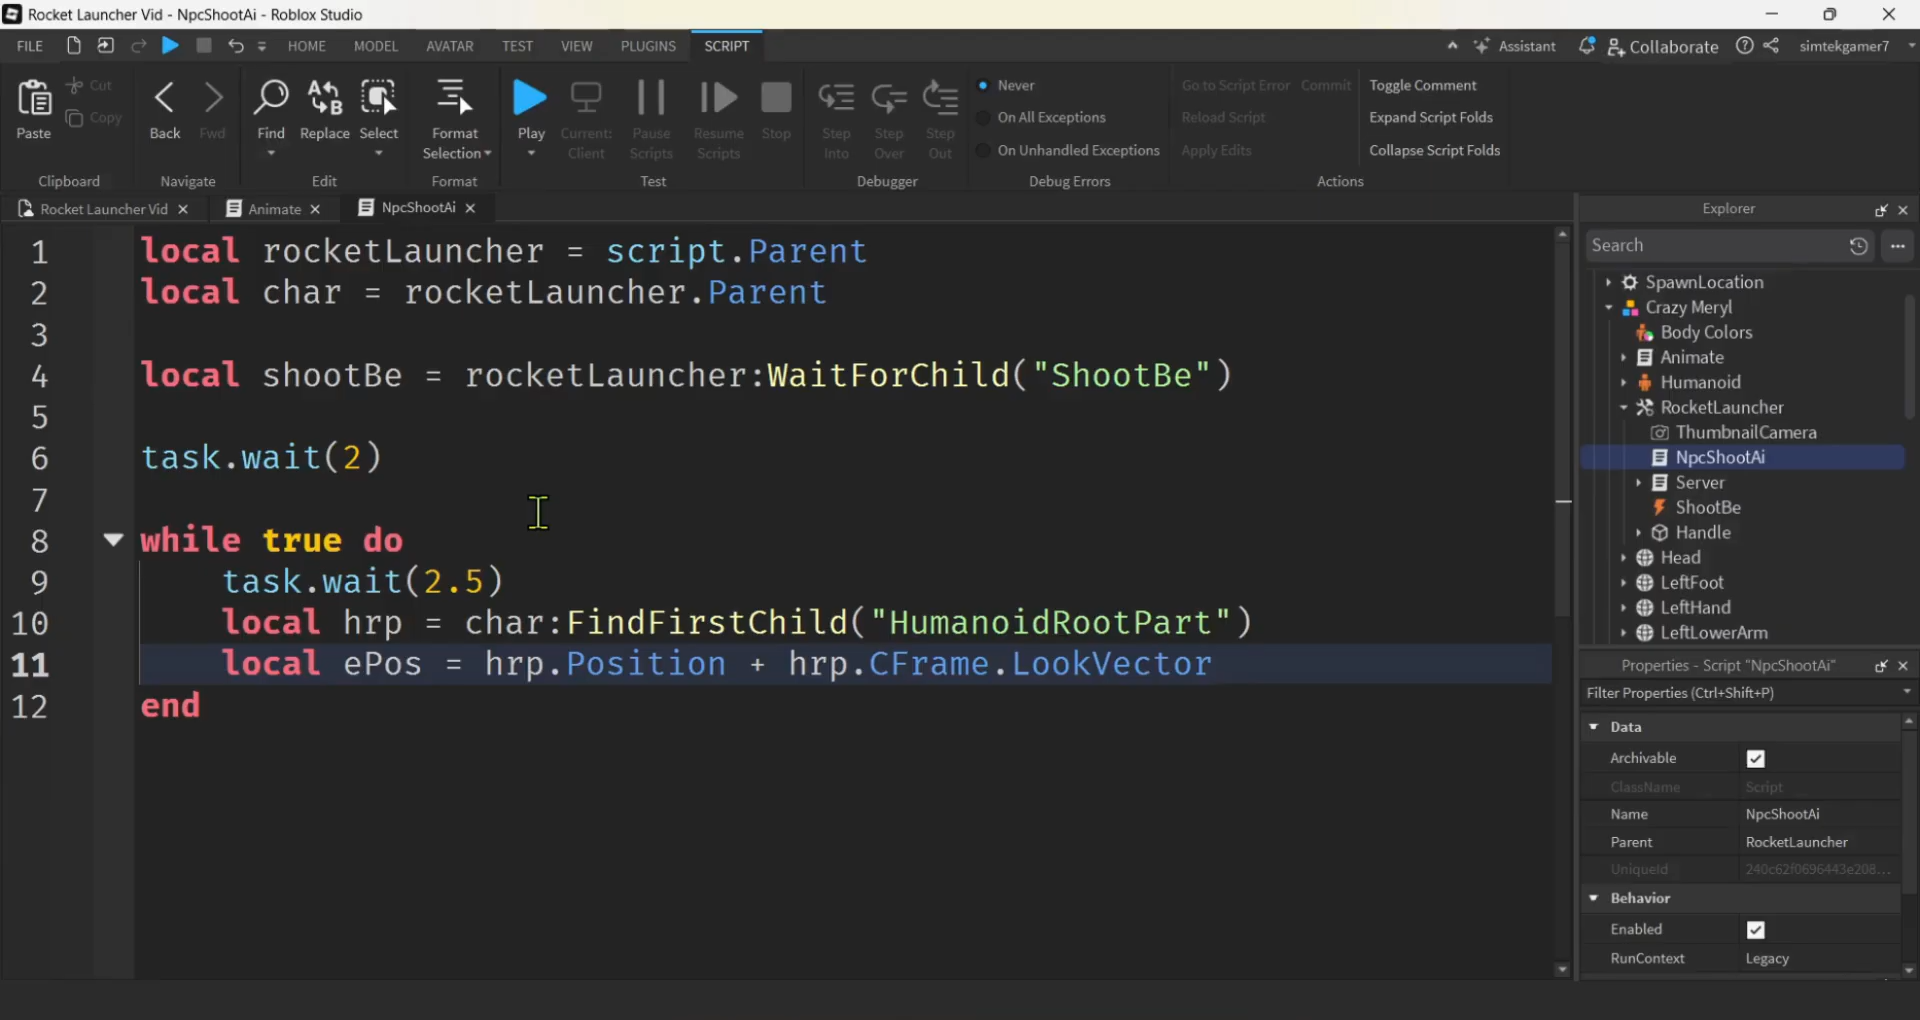 Rocket Launcher Vid - NpcShootAi - Roblox Studio
FILE HOME MODEL AVATAR TEST VIEW PLUGINS SCRIPT Assistant Collaborate simtekgamer7
Paste Cut Copy Back Fwd Find Replace Select Format Selection Play Current: Client Pause Scripts Resume Scripts Stop Step Into Step Over Step Out
Never
On All Exceptions
On Unhandled Exceptions
Go to Script Error Commit
Reload Script
Apply Edits
Toggle Comment
Expand Script Folds
Collapse Script Folds
Clipboard Navigate Edit Format Test Debugger Debug Errors Actions
Rocket Launcher Vid Animate NpcShootAi
1 local rocketLauncher = script.Parent
2 local char = rocketLauncher.Parent
3
4 local shootBe = rocketLauncher:WaitForChild("ShootBe")
5
6 task.wait(2)
7
8 while true do
9 task.wait(2.5)
10 local hrp = char:FindFirstChild("HumanoidRootPart")
11 local ePos = hrp.Position + hrp.CFrame.LookVector
12 end
Explorer
Search
SpawnLocation
Crazy Meryl
Body Colors
Animate
Humanoid
RocketLauncher
ThumbnailCamera
NpcShootAi
Server
ShootBe
Handle
Head
LeftFoot
LeftHand
LeftLowerArm
Properties - Script "NpcShootAi"
Filter Properties (Ctrl+Shift+P)
Data
Archivable
ClassName Script
Name NpcShootAi
Parent RocketLauncher
UniqueId 240c62f0696443e208...
Behavior
Enabled
RunContext Legacy